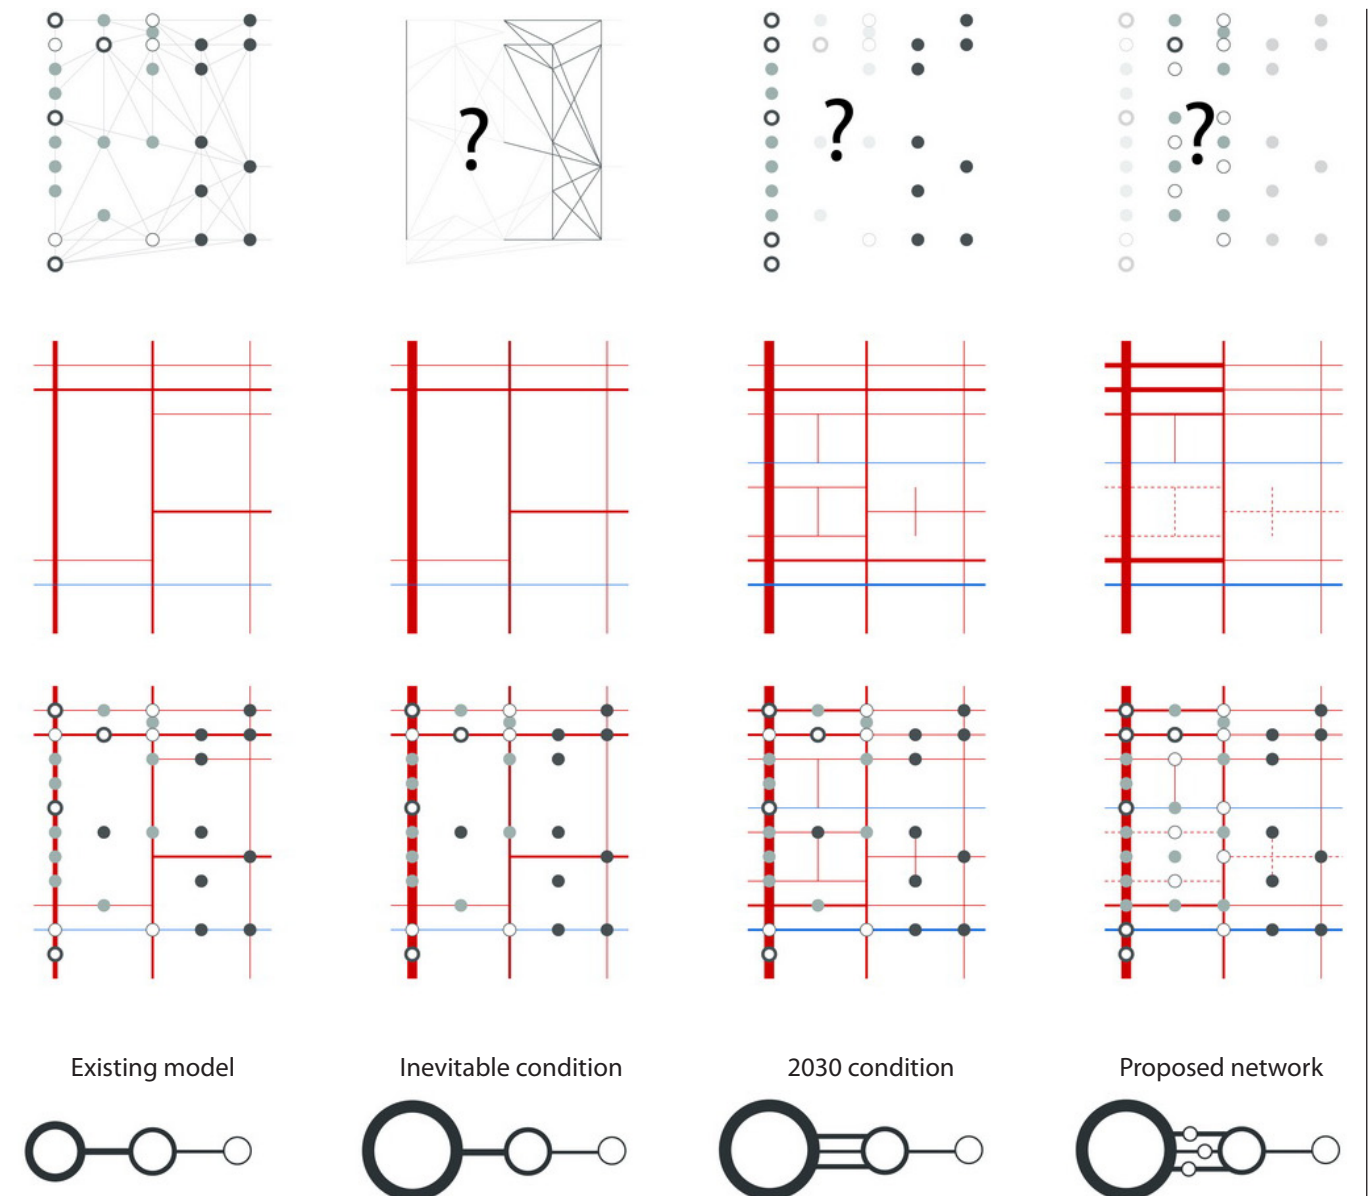 ?
?
?
Existing model
Inevitable condition
2030 condition
Proposed network